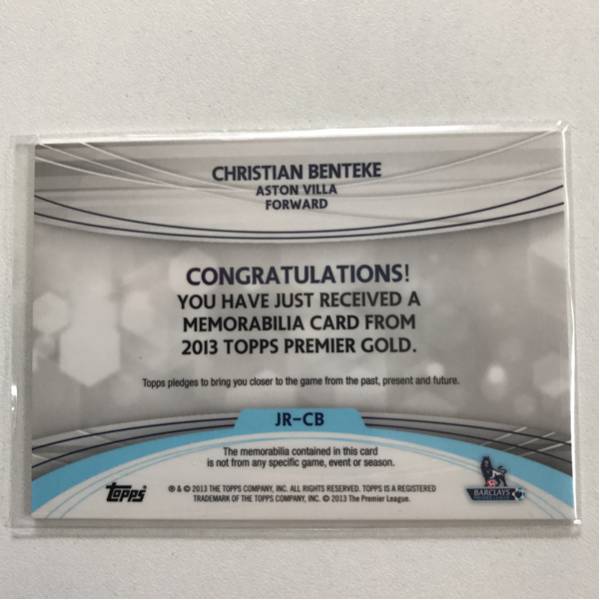 CHRISTIAN BENTEKE
ASTON VILLA
FORWARD
CONGRATULATIONS!
YOU HAVE JUST RECEIVED A
MEMORABILIA CARD FROM
2013 TOPPS PREMIER GOLD.
Topps pledges to bring you closer to the game from the past, present and future.
JR-CB
The memorabilia contained in this card
is not from any specific game, event or season.
topps
® & © 2013 THE TOPPS COMPANY, INC. ALL RIGHTS RESERVED. TOPPS IS A REGISTERED
TRADEMARK OF THE TOPPS COMPANY, INC. © 2013 The Premier League.
BARCLAYS